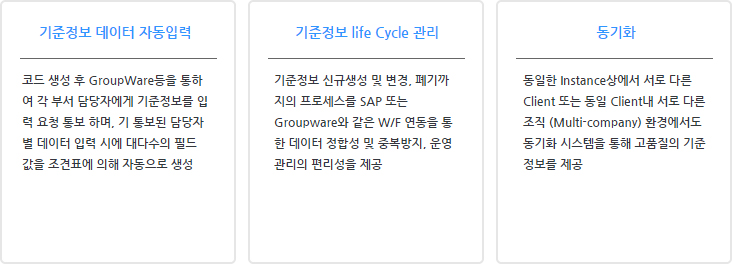 기준정보 데이터 자동입력
코드 생성 후 GroupWare등을 통하
여 각 부서 담당자에게 기준정보를 입
력 요청 통보 하며, 기 통보된 담당자
별 데이터 입력 시에 대다수의 필드
값을 조견표에 의해 자동으로 생성
기준정보 life Cycle 관리
기준정보 신규생성 및 변경, 폐기까
지의 프로세스를 SAP 또는
Groupware와 같은 W/F 연동을 통
한 데이터 정합성 및 중복방지, 운영
관리의 편리성을 제공
동기화
동일한 Instance상에서 서로 다른
Client 또는 동일 Client내 서로 다른
조직 (Multi-company) 환경에서도
동기화 시스템을 통해 고품질의 기준
정보를 제공